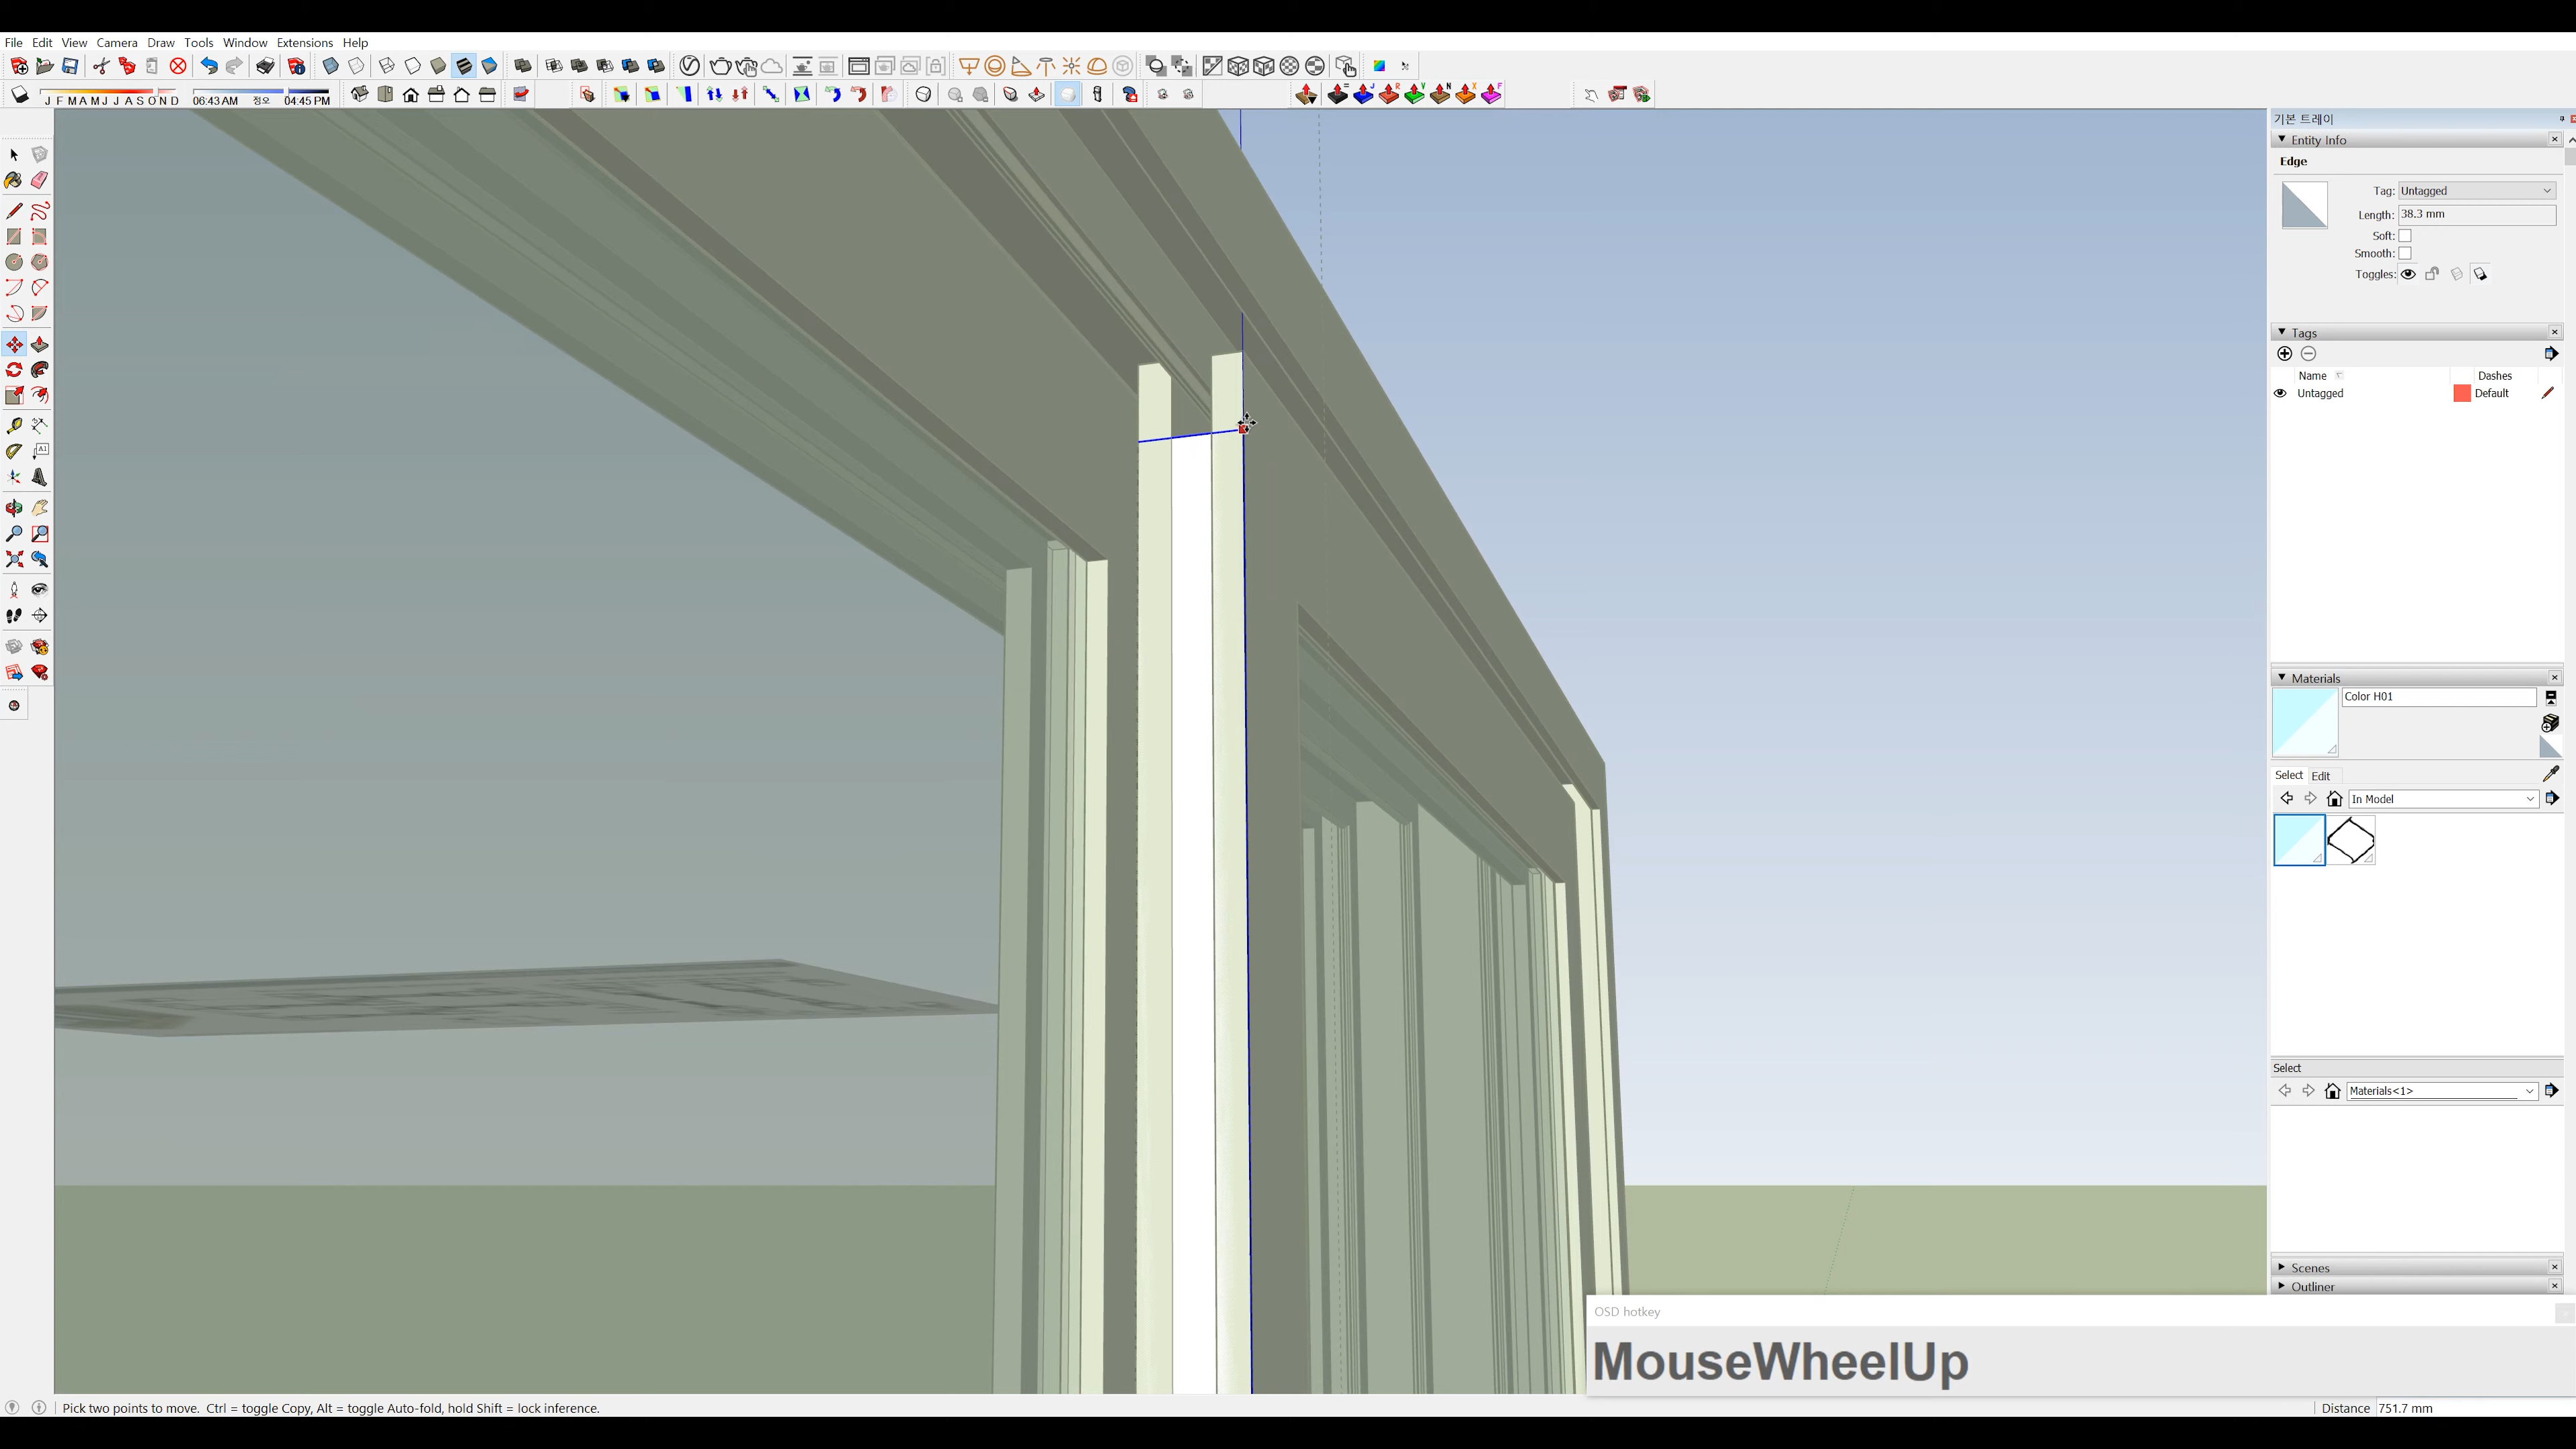 File Edit View Camera Draw Tools Window Extensions Help
J F M A M J J A S O N D 06:43 AM 정오 04:45 PM
기본 트레이
Entity Info
Edge
Tag: Untagged
Length: 38.3 mm
Soft:
Smooth:
Toggles:
Tags
Name Dashes
Untagged Default
Materials
Color H01
Select Edit
In Model
Select
Materials<1>
Scenes
Outliner
OSD hotkey
MouseWheelUp
Pick two points to move. Ctrl = toggle Copy, Alt = toggle Auto-fold, hold Shift = lock inference.
Distance 751.7 mm